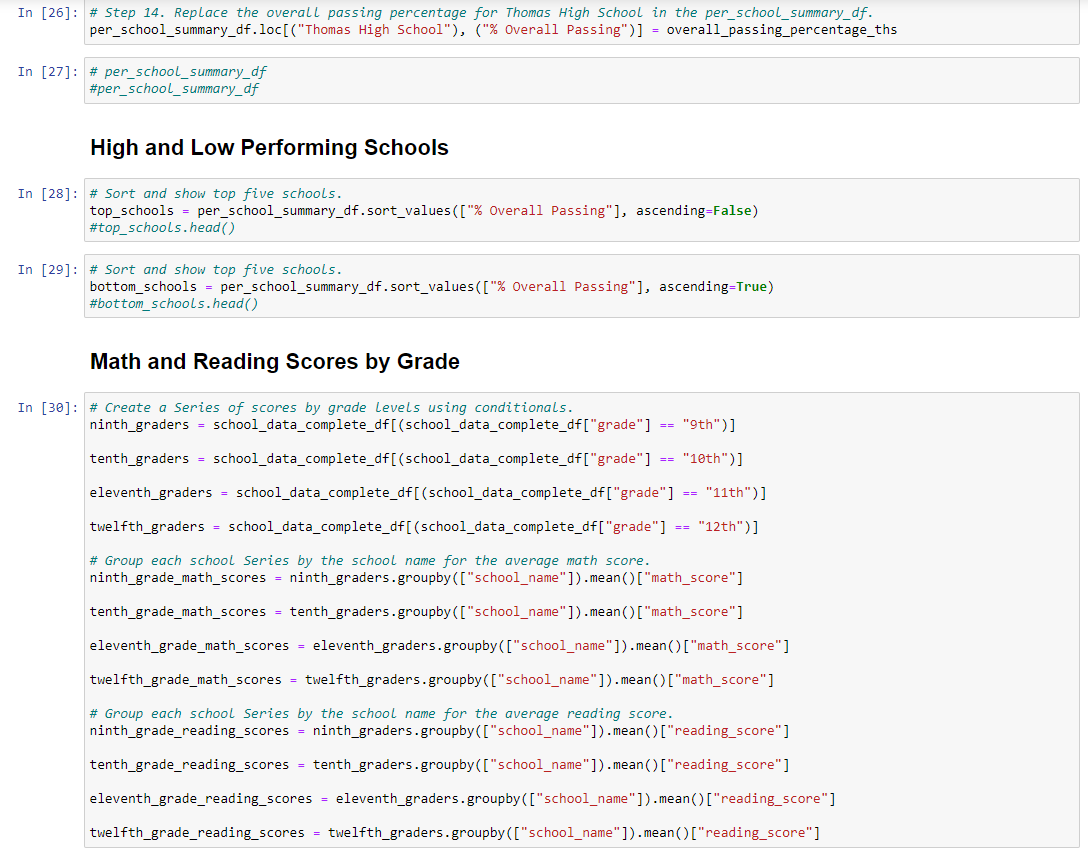 In [26]: # Step 14. Replace the overall passing percentage for Thomas High School in the per_school_summary_df.
per_school_summary_df.loc[("Thomas High School"), ("% Overall Passing")] = overall_passing_percentage_ths
In [27]: # per_school_summary_df
#per_school_summary_df
High and Low Performing Schools
In [28]: # Sort and show top five schools.
top_schools = per_school_summary_df.sort_values(["% Overall Passing"], ascending=False)
#top_schools.head()
In [29]: # Sort and show top five schools.
bottom_schools = per_school_summary_df.sort_values(["% Overall Passing"], ascending=True)
#bottom_schools.head()
Math and Reading Scores by Grade
In [30]: # Create a Series of scores by grade levels using conditionals.
ninth_graders = school_data_complete_df[(school_data_complete_df["grade"] == "9th")]
tenth_graders = school_data_complete_df[(school_data_complete_df["grade"] == "10th")]
eleventh_graders = school_data_complete_df[(school_data_complete_df["grade"] == "11th")]
twelfth_graders = school_data_complete_df[(school_data_complete_df["grade"] == "12th")]
# Group each school Series by the school name for the average math score.
ninth_grade_math_scores = ninth_graders.groupby(["school_name"]).mean()["math_score"]
tenth_grade_math_scores = tenth_graders.groupby(["school_name"]).mean()["math_score"]
eleventh_grade_math_scores = eleventh_graders.groupby(["school_name"]).mean()["math_score"]
twelfth_grade_math_scores = twelfth_graders.groupby(["school_name"]).mean()["math_score"]
# Group each school Series by the school name for the average reading score.
ninth_grade_reading_scores = ninth_graders.groupby(["school_name"]).mean()["reading_score"]
tenth_grade_reading_scores = tenth_graders.groupby(["school_name"]).mean()["reading_score"]
eleventh_grade_reading_scores = eleventh_graders.groupby(["school_name"]).mean()["reading_score"]
twelfth_grade_reading_scores = twelfth_graders.groupby(["school_name"]).mean()["reading_score"]